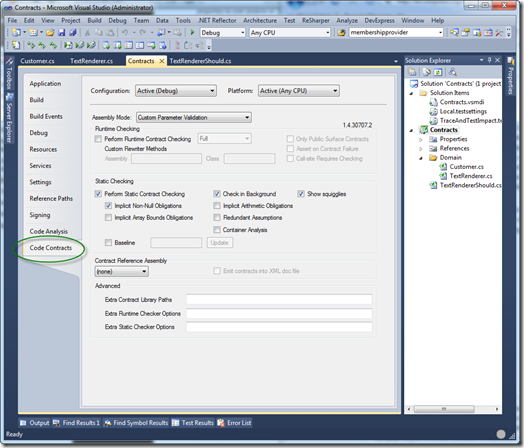 Contracts - Microsoft Visual Studio (Administrator)
File Edit View Project Build Debug Team Data Tools .NET Reflector Architecture Test ReSharper Analyze DevExpress Window Help
Debug Any CPU membershipprovider
Customer.cs TextRenderer.cs Contracts TextRendererShould.cs
Toolbox
Server Explorer
Application
Build
Build Events
Debug
Resources
Services
Settings
Reference Paths
Signing
Code Analysis
Code Contracts
Configuration: Active (Debug) Platform: Active (Any CPU)
Assembly Mode: Custom Parameter Validation
1.4.30707.2
Runtime Checking
Perform Runtime Contract Checking Full Only Public Surface Contracts
Custom Rewriter Methods Assert on Contract Failure
Assembly Class Call-site Requires Checking
Static Checking
Perform Static Contract Checking Check in Background Show squigglies
Implicit Non-Null Obligations Implicit Arithmetic Obligations
Implicit Array Bounds Obligations Redundant Assumptions
Container Analysis
Baseline Update
Contract Reference Assembly
(none) Emit contracts into XML doc file
Advanced
Extra Contract Library Paths
Extra Runtime Checker Options
Extra Static Checker Options
Solution Explorer
Solution 'Contracts' (1 project)
Solution Items
Contracts.vsmdi
Local.testsettings
TraceAndTestImpact.te
Contracts
Properties
References
Domain
Customer.cs
TextRenderer.cs
TextRendererShould.cs
Properties
Output Find Results 1 Find Symbol Results Test Results Error List
Ready